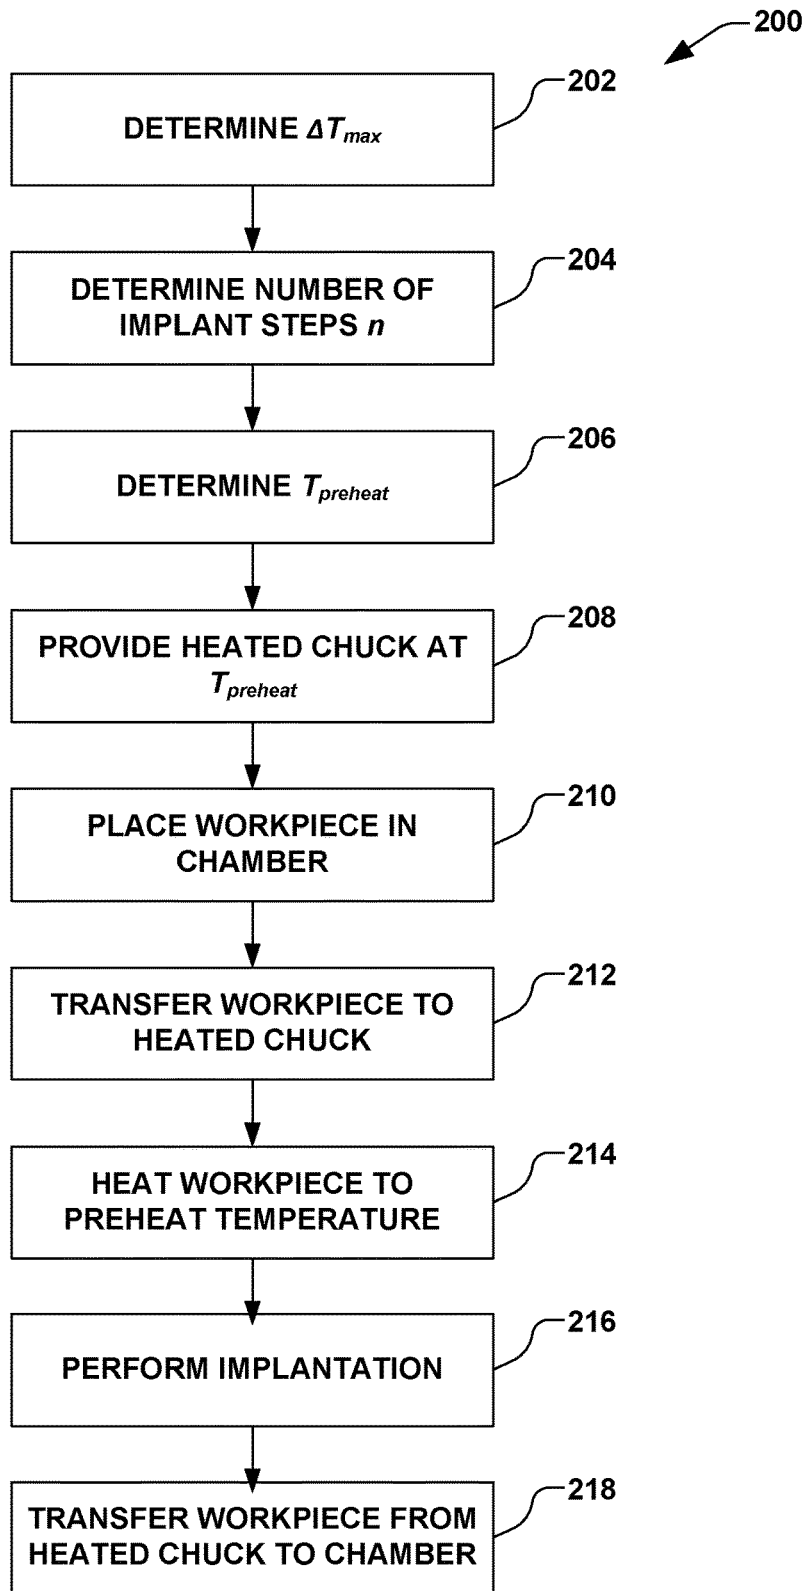 200
202
DETERMINE ΔTmax
204
DETERMINE NUMBER OF
IMPLANT STEPS n
206
DETERMINE Tpreheat
208
PROVIDE HEATED CHUCK AT
Tpreheat
210
PLACE WORKPIECE IN
CHAMBER
212
TRANSFER WORKPIECE TO
HEATED CHUCK
214
HEAT WORKPIECE TO
PREHEAT TEMPERATURE
216
PERFORM IMPLANTATION
218
TRANSFER WORKPIECE FROM
HEATED CHUCK TO CHAMBER